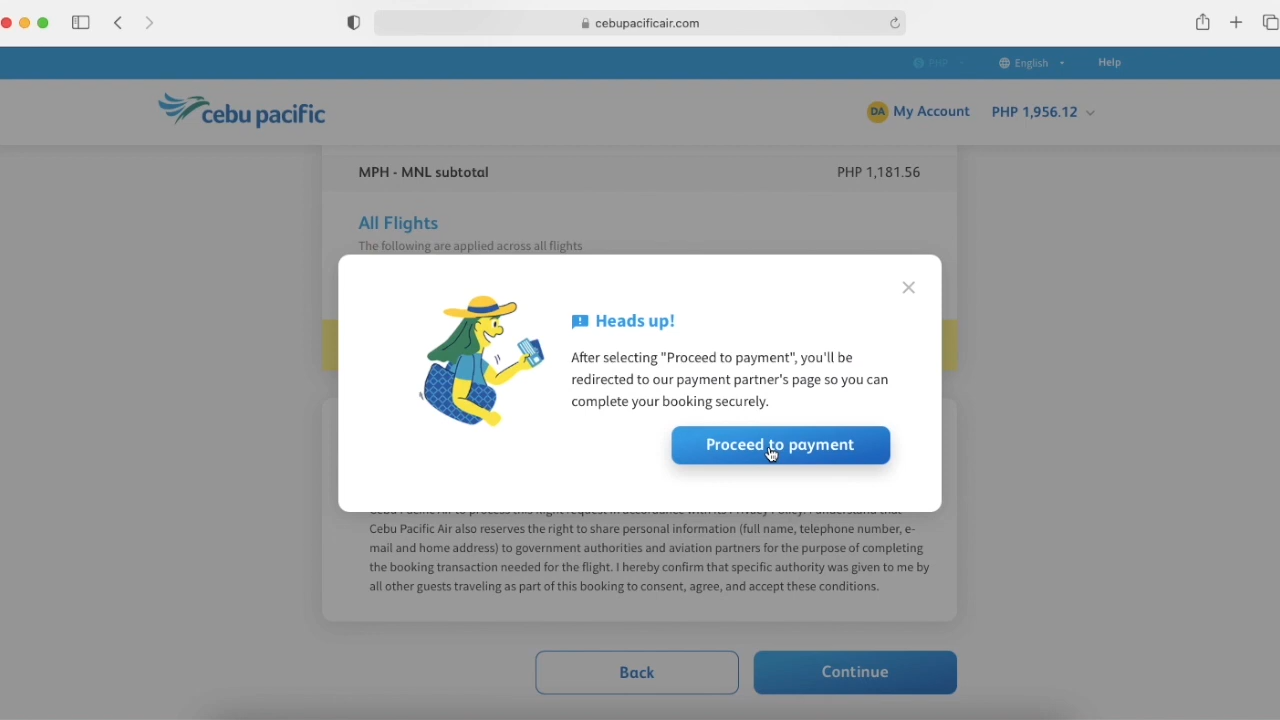 cebupacificair.com
PHP
English
Help
cebu pacific
DA My Account
PHP 1,956.12
MPH - MNL subtotal
PHP 1,181.56
All Flights
The following are applied across all flights
Heads up!
After selecting "Proceed to payment", you'll be
redirected to our payment partner's page so you can
complete your booking securely.
Proceed to payment
Cebu Pacific Air also reserves the right to share personal information (full name, telephone number, e-
mail and home address) to government authorities and aviation partners for the purpose of completing
the booking transaction needed for the flight. I hereby confirm that specific authority was given to me by
all other guests traveling as part of this booking to consent, agree, and accept these conditions.
Back
Continue